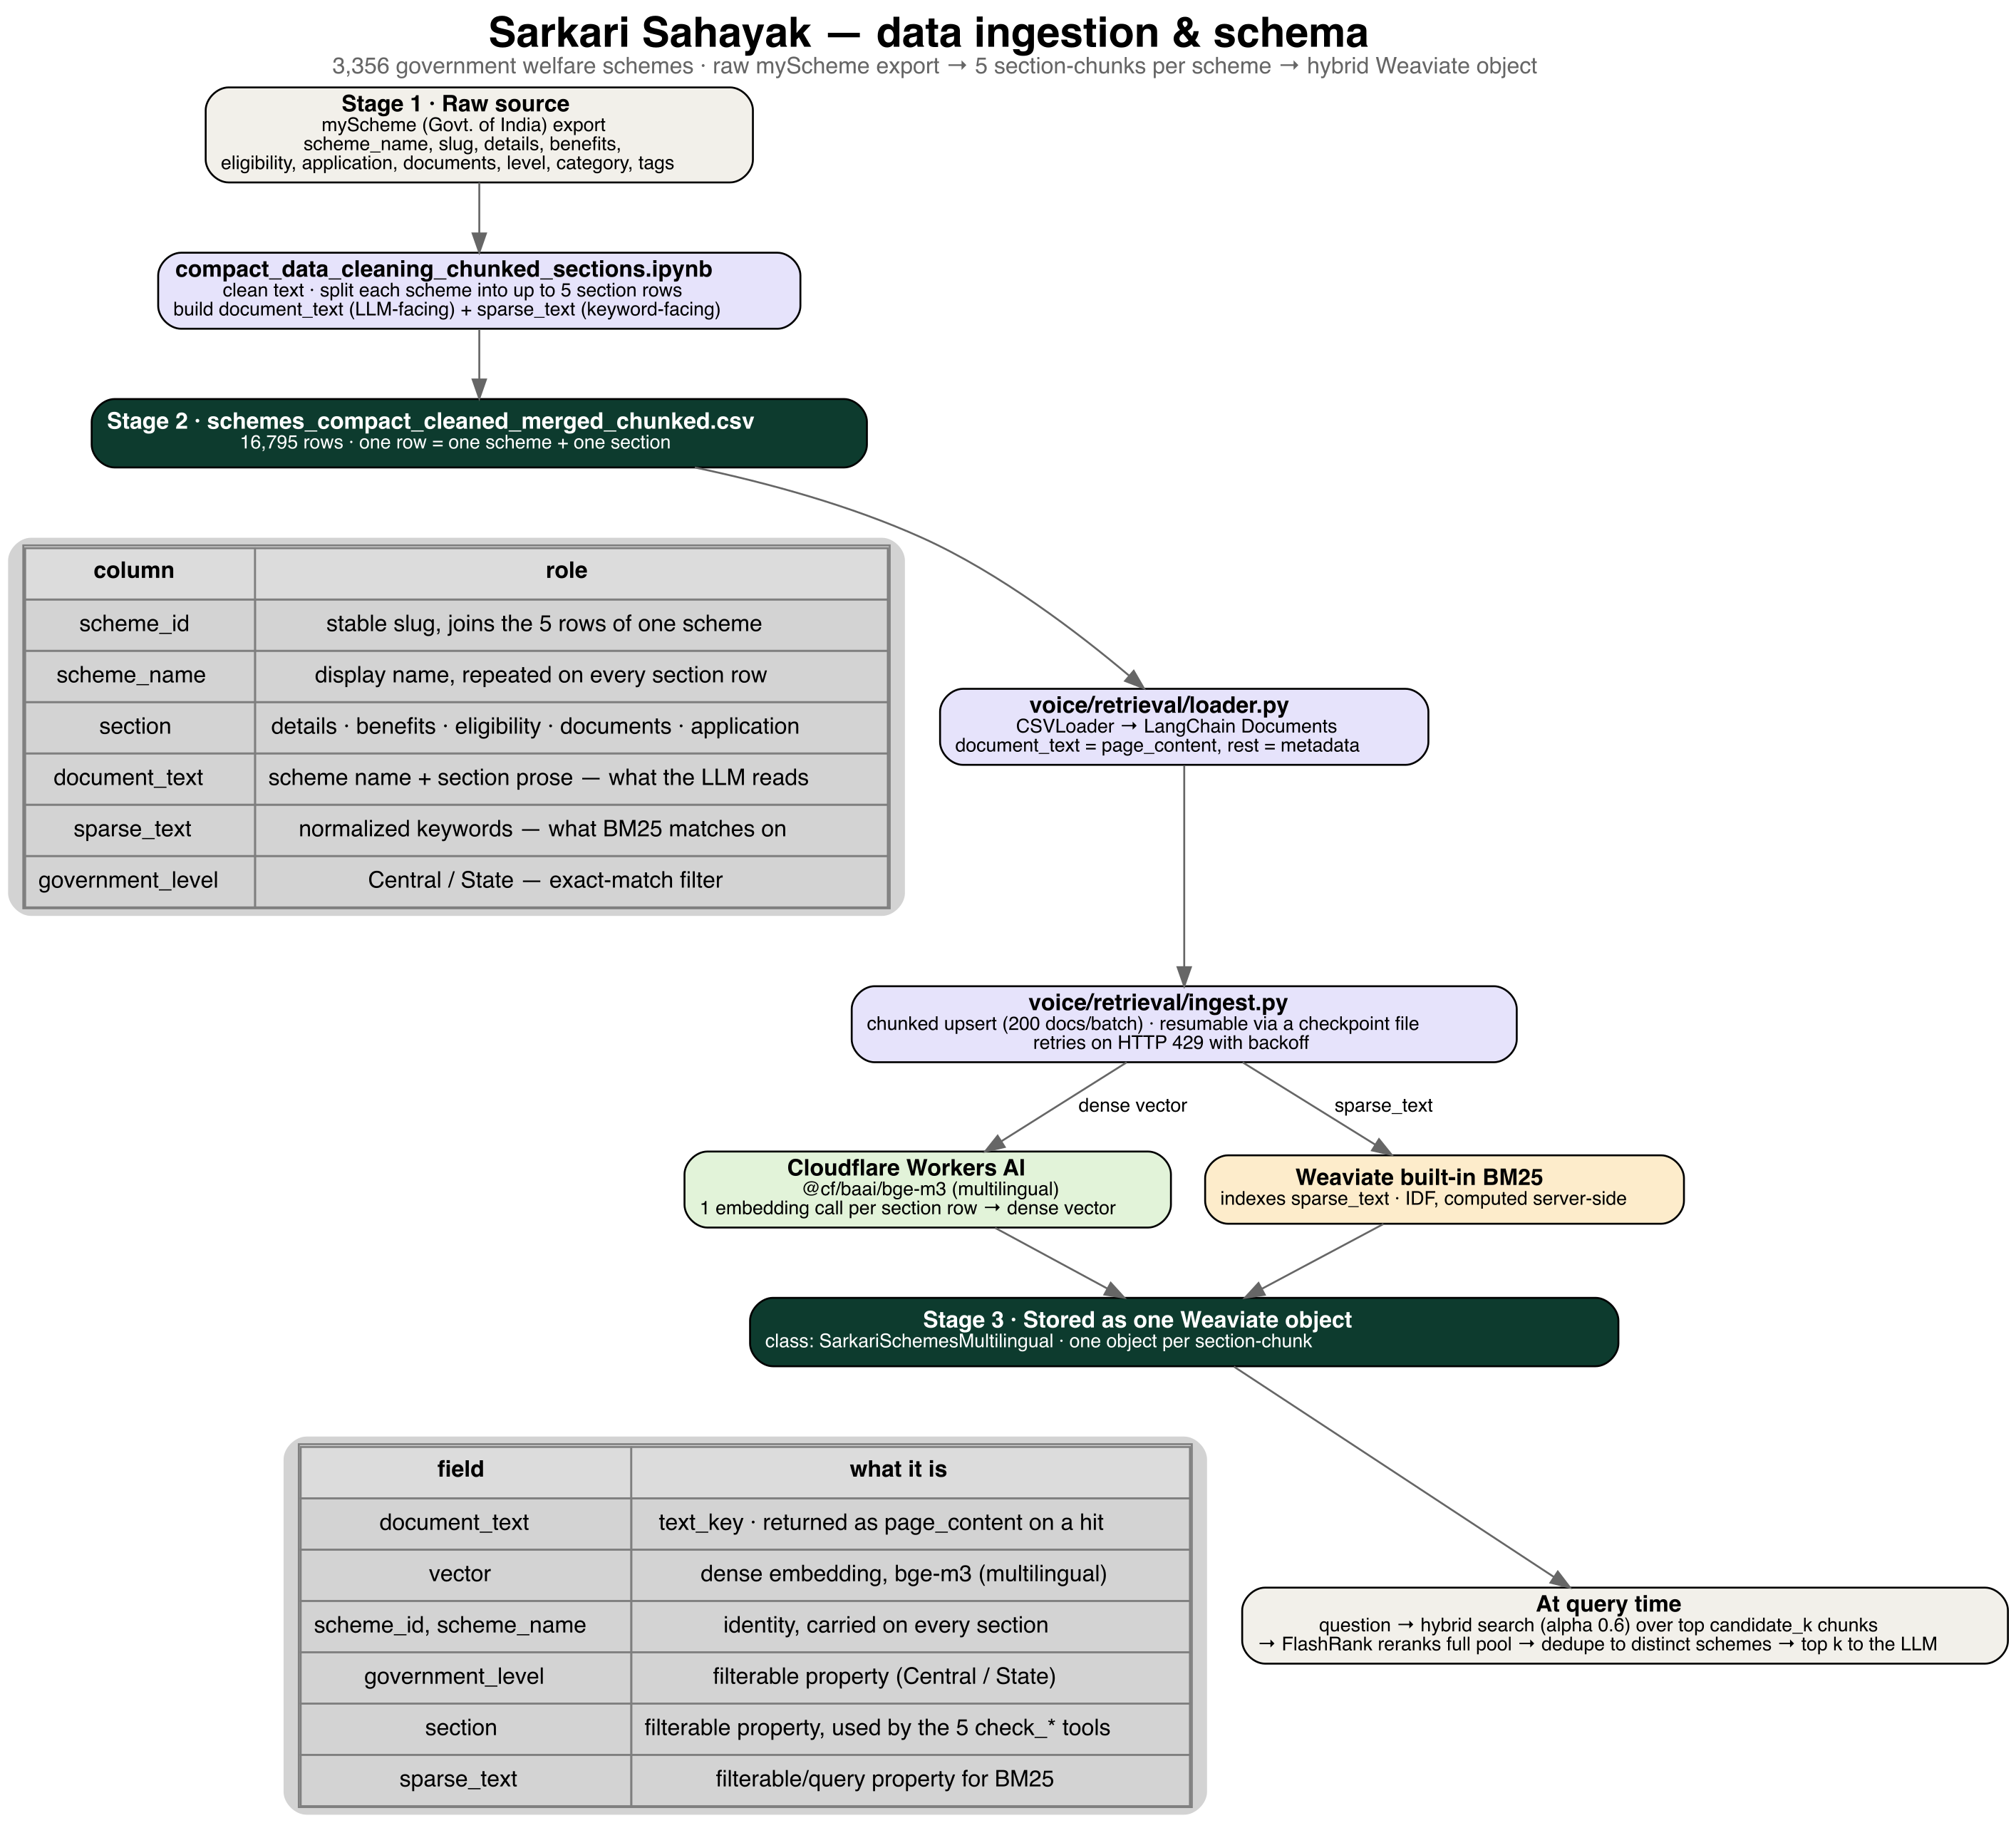 Sarkari Sahayak — data ingestion & schema
3,356 government welfare schemes · raw myScheme export → 5 section-chunks per scheme → hybrid Weaviate object
Stage 1 · Raw source
myScheme (Govt. of India) export
scheme_name, slug, details, benefits,
eligibility, application, documents, level, category, tags
compact_data_cleaning_chunked_sections.ipynb
clean text · split each scheme into up to 5 section rows
build document_text (LLM-facing) + sparse_text (keyword-facing)
Stage 2 · schemes_compact_cleaned_merged_chunked.csv
16,795 rows · one row = one scheme + one section
column role
scheme_id stable slug, joins the 5 rows of one scheme
scheme_name display name, repeated on every section row
section details · benefits · eligibility · documents · application
document_text scheme name + section prose — what the LLM reads
sparse_text normalized keywords — what BM25 matches on
government_level Central / State — exact-match filter
voice/retrieval/loader.py
CSVLoader → LangChain Documents
document_text = page_content, rest = metadata
voice/retrieval/ingest.py
chunked upsert (200 docs/batch) · resumable via a checkpoint file
retries on HTTP 429 with backoff
dense vector
sparse_text
Cloudflare Workers AI
@cf/baai/bge-m3 (multilingual)
1 embedding call per section row → dense vector
Weaviate built-in BM25
indexes sparse_text · IDF, computed server-side
Stage 3 · Stored as one Weaviate object
class: SarkariSchemesMultilingual · one object per section-chunk
field what it is
document_text text_key · returned as page_content on a hit
vector dense embedding, bge-m3 (multilingual)
scheme_id, scheme_name identity, carried on every section
government_level filterable property (Central / State)
section filterable property, used by the 5 check_* tools
sparse_text filterable/query property for BM25
At query time
question → hybrid search (alpha 0.6) over top candidate_k chunks
→ FlashRank reranks full pool → dedupe to distinct schemes → top k to the LLM